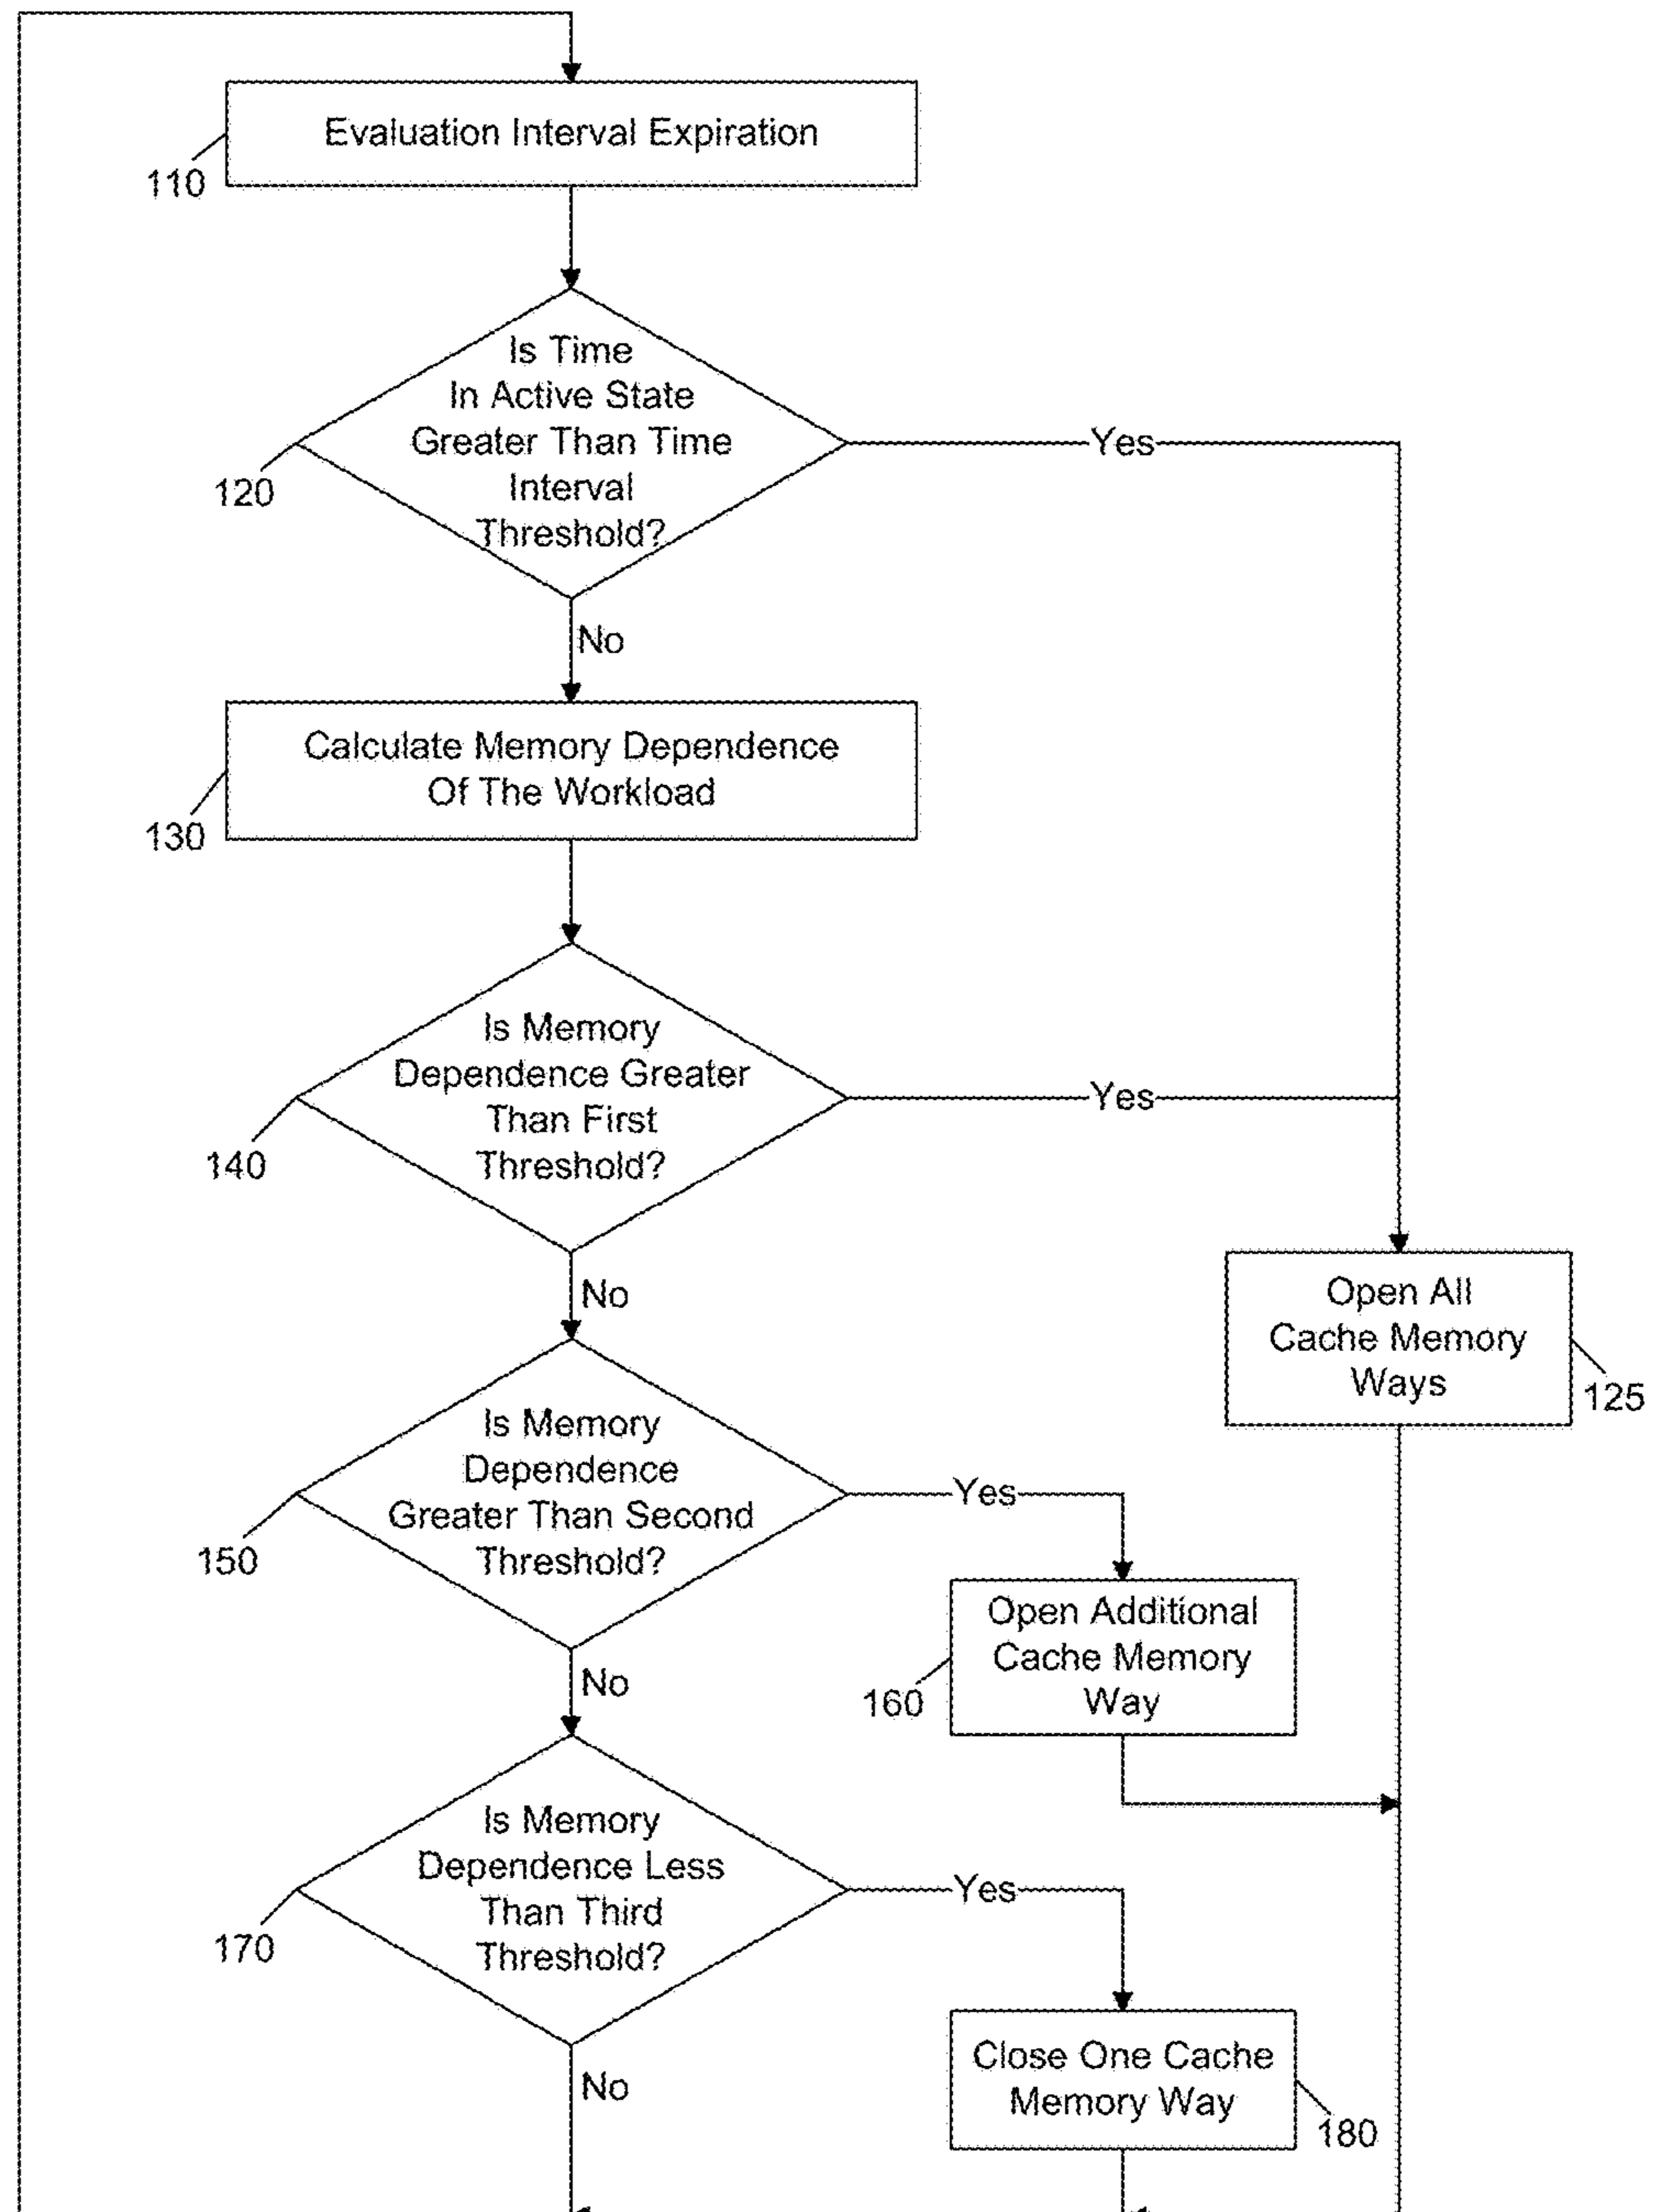 Evaluation Interval Expiration
110
Is Time
In Active State
Greater Than Time
Interval
Threshold?
Yes
120
No
Calculate Memory Dependence
Of The Workload
130
Is Memory
Dependence Greater
Than First
Threshold?
Yes
140
No
Open All
Cache Memory
Ways
125
Is Memory
Dependence
Greater Than Second
Threshold?
Yes
150
Open Additional
Cache Memory
Way
160
No
Is Memory
Dependence Less
Than Third
Threshold?
Yes
170
Close One Cache
Memory Way
180
No